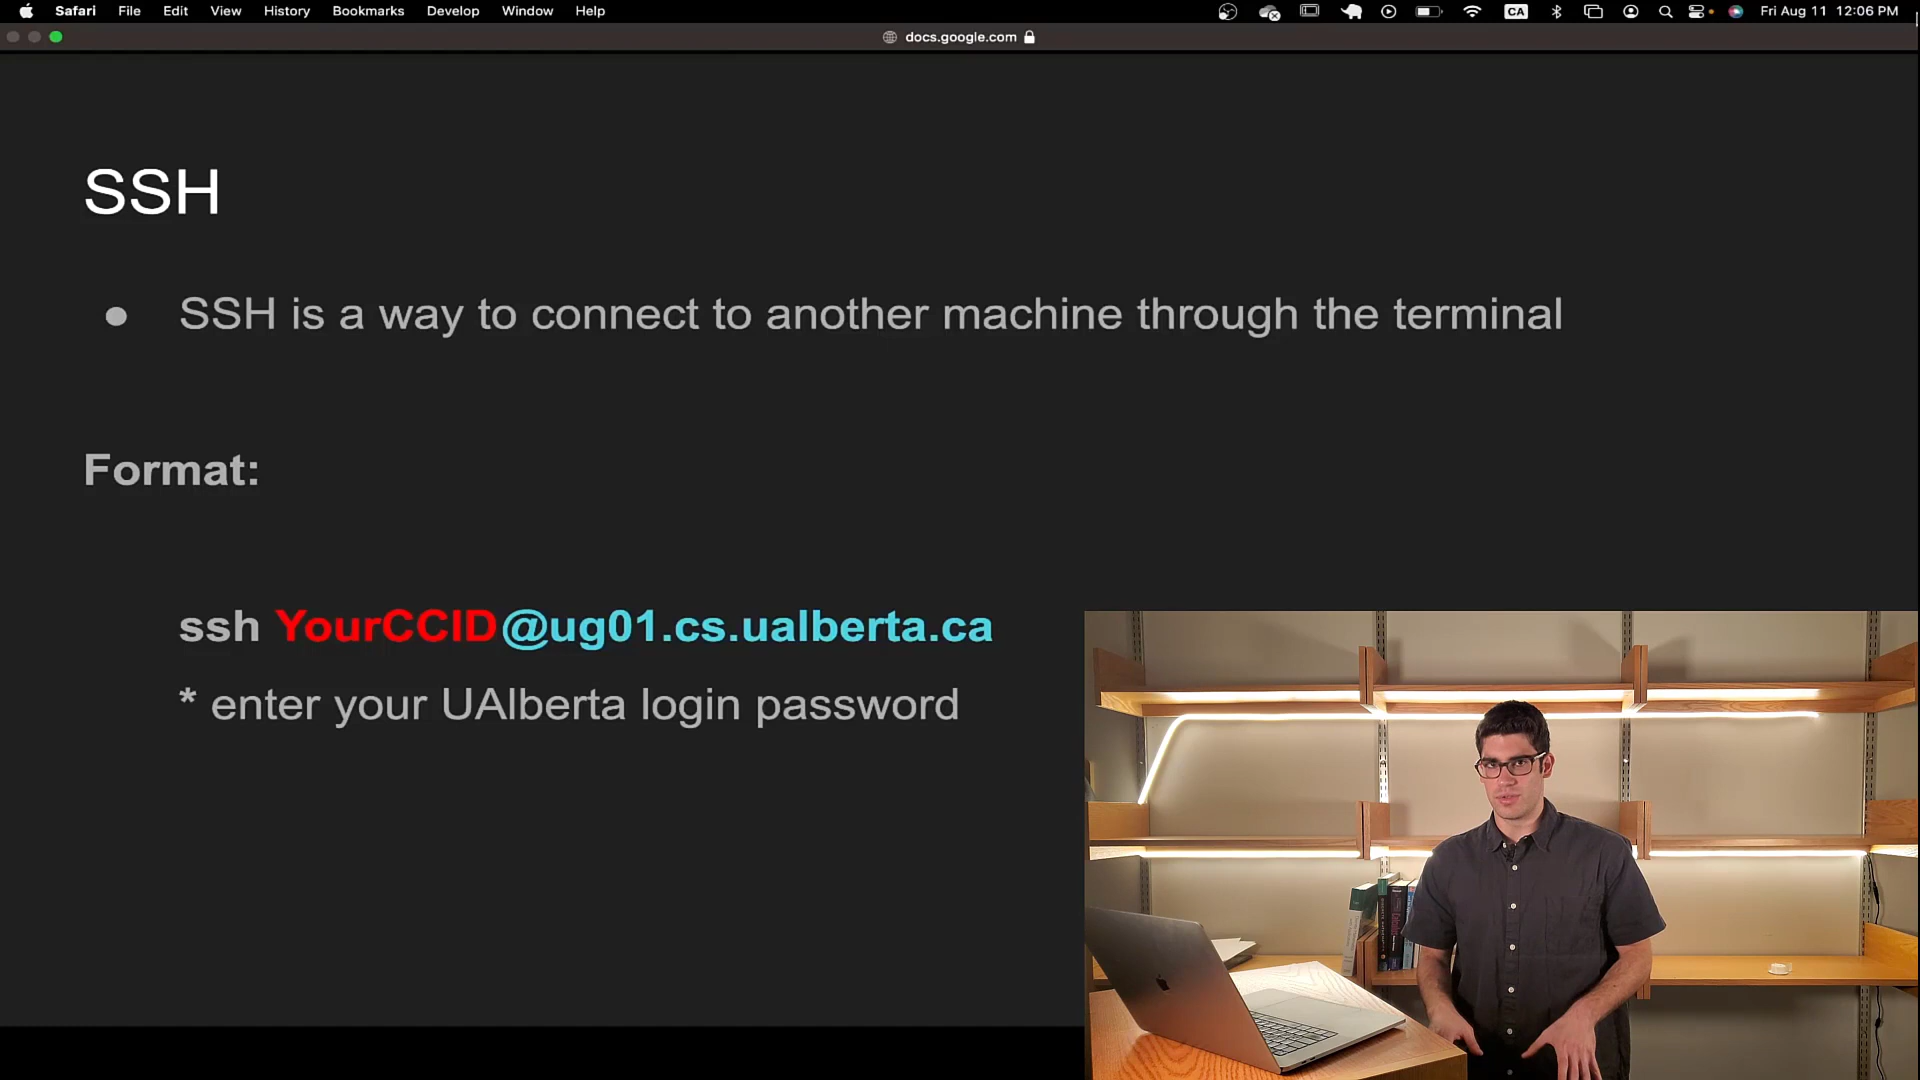 Safari File Edit View History Bookmarks Develop Window Help CA Fri Aug 11 12:06 PM
docs.google.com
SSH
● SSH is a way to connect to another machine through the terminal
Format:
ssh YourCCID@ug01.cs.ualberta.ca
* enter your UAlberta login password